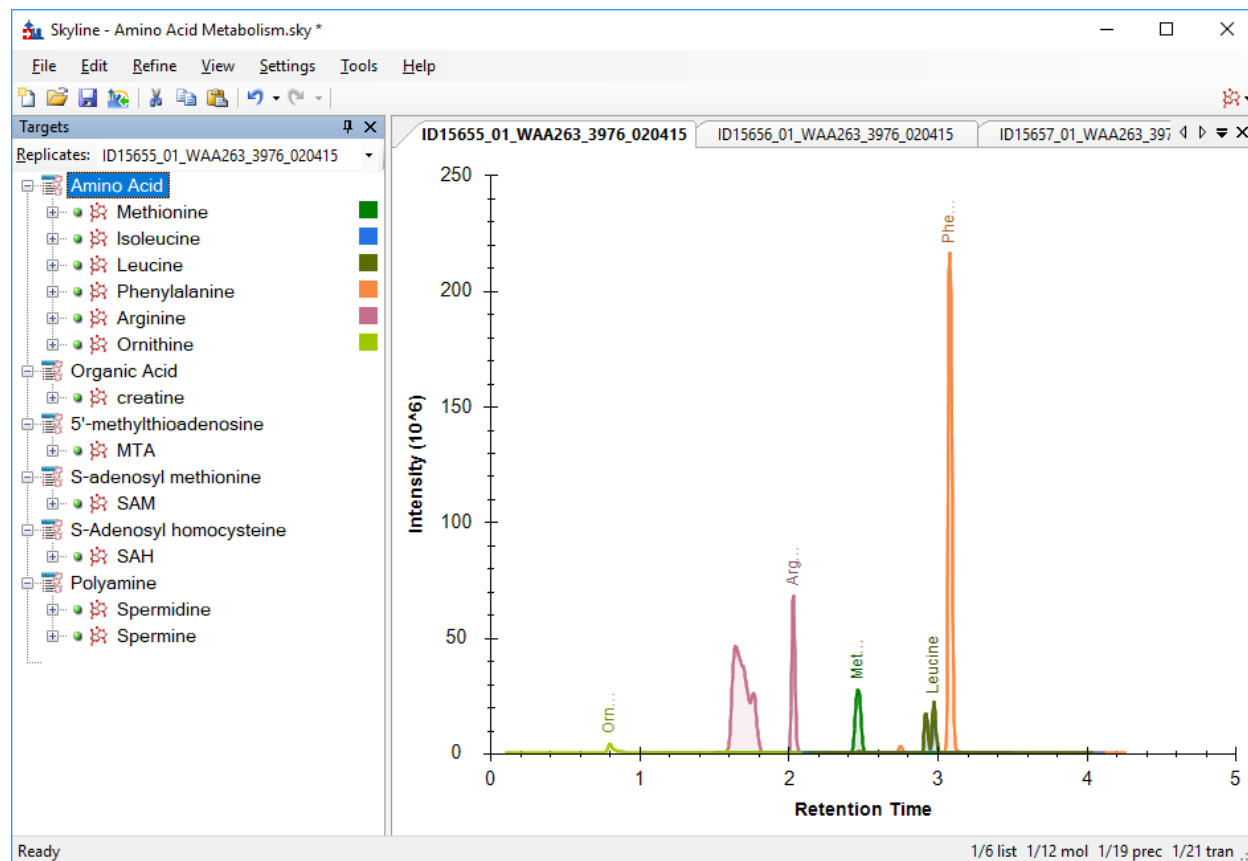 Skyline - Amino Acid Metabolism.sky *
File Edit Refine View Settings Tools Help
Targets
Replicates: ID15655_01_WAA263_3976_020415
Amino Acid
Methionine
Isoleucine
Leucine
Phenylalanine
Arginine
Ornithine
Organic Acid
creatine
5'-methylthioadenosine
MTA
S-adenosyl methionine
SAM
S-Adenosyl homocysteine
SAH
Polyamine
Spermidine
Spermine
ID15655_01_WAA263_3976_020415 ID15656_01_WAA263_3976_020415 ID15657_01_WAA263_397
250
200
150
100
50
0
Intensity (10^6)
Orn...
Arg...
Met...
Leucine
Phe...
0 1 2 3 4 5
Retention Time
Ready 1/6 list 1/12 mol 1/19 prec 1/21 tran